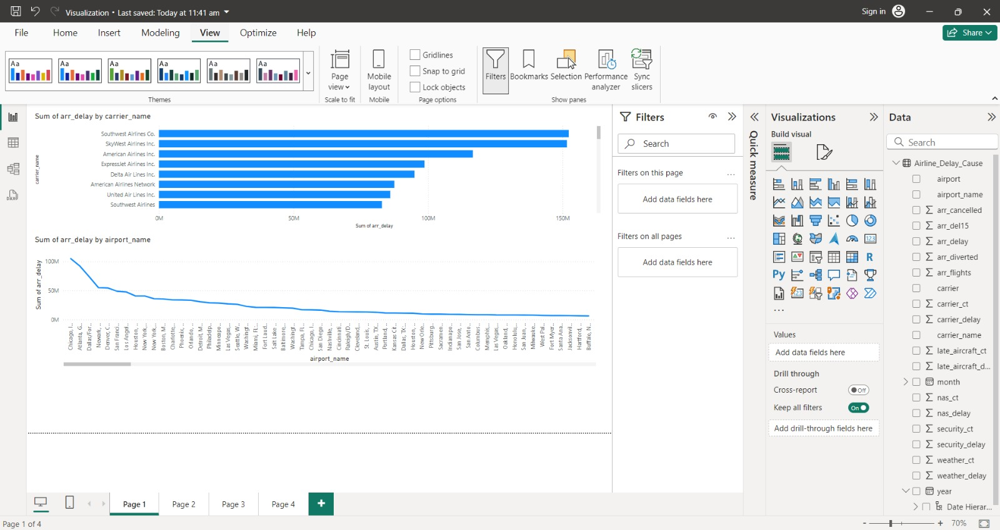 Visualization • Last saved: Today at 11:41 am
Sign in
File Home Insert Modeling View Optimize Help
Share
Aa Aa Aa Aa Aa Aa
Themes
Page view
Scale to fit
Mobile layout
Mobile
Gridlines
Snap to grid
Lock objects
Page options
Filters
Bookmarks
Selection
Performance analyzer
Sync slicers
Show panes
Sum of arr_delay by carrier_name
carrier_name
Southwest Airlines Co.
SkyWest Airlines Inc.
American Airlines Inc.
ExpressJet Airlines Inc.
Delta Air Lines Inc.
American Airlines Network
United Air Lines Inc.
Southwest Airlines
0M 50M 100M 150M
Sum of arr_delay
Sum of arr_delay by airport_name
Sum of arr_delay
100M
50M
0M
Chicago, I...
Atlanta, G...
Dallas/For...
Newark, ...
Denver, C...
San Franci...
Los Angel...
Houston, ...
New York,...
New York,...
Boston, M...
Charlotte,...
Phoenix, ...
Orlando, ...
Detroit, M...
Philadelp...
Minneapo...
Las Vegas,...
Seattle, W...
Washingt...
Miami, FL:...
Fort Laud...
Salt Lake ...
Baltimore,...
Washingt...
Tampa, FL...
Chicago, I...
San Diego...
Nashville,...
Cincinnati...
Raleigh/D...
Cleveland,...
St. Louis, ...
Austin, TX...
Portland, ...
Kansas Cit...
Dallas, TX:...
Houston, ...
New Orle...
Pittsburg...
Sacramen...
Indianapo...
San Jose, ...
San Anto...
Columbus...
Memphis,...
Las Vegas,...
Oakland, ...
Honolulu,...
San Juan, ...
Milwauke...
West Pal...
Fort Myer...
Santa Ana...
Jacksonvil...
Hartford, ...
Buffalo, N...
airport_name
Filters
Search
Filters on this page ...
Add data fields here
Filters on all pages ...
Add data fields here
Quick measure
Visualizations
Build visual
123
R
Py
123
...
Values
Add data fields here
Drill through
Cross-report Off
Keep all filters On
Add drill-through fields here
Data
Search
Airline_Delay_Cause
airport
airport_name
Σ arr_cancelled
Σ arr_del15
Σ arr_delay
Σ arr_diverted
Σ arr_flights
carrier
Σ carrier_ct
Σ carrier_delay
carrier_name
Σ late_aircraft_ct
Σ late_aircraft_d...
month
Σ nas_ct
Σ nas_delay
Σ security_ct
Σ security_delay
Σ weather_ct
Σ weather_delay
year
Date Hierar...
DAX
Page 1 Page 2 Page 3 Page 4 +
Page 1 of 4
- + 70%